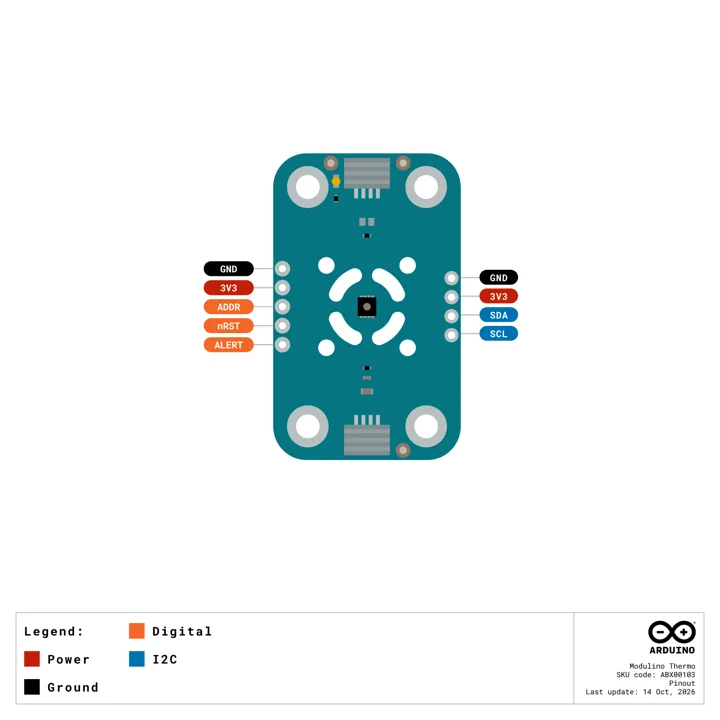 GND
3V3
ADDR
nRST
ALERT
GND
3V3
SDA
SCL
Legend:
Digital
Power
I2C
Ground
ARDUINO
Modulino Thermo
SKU code: ABX00103
Pinout
Last update: 14 Oct, 2026